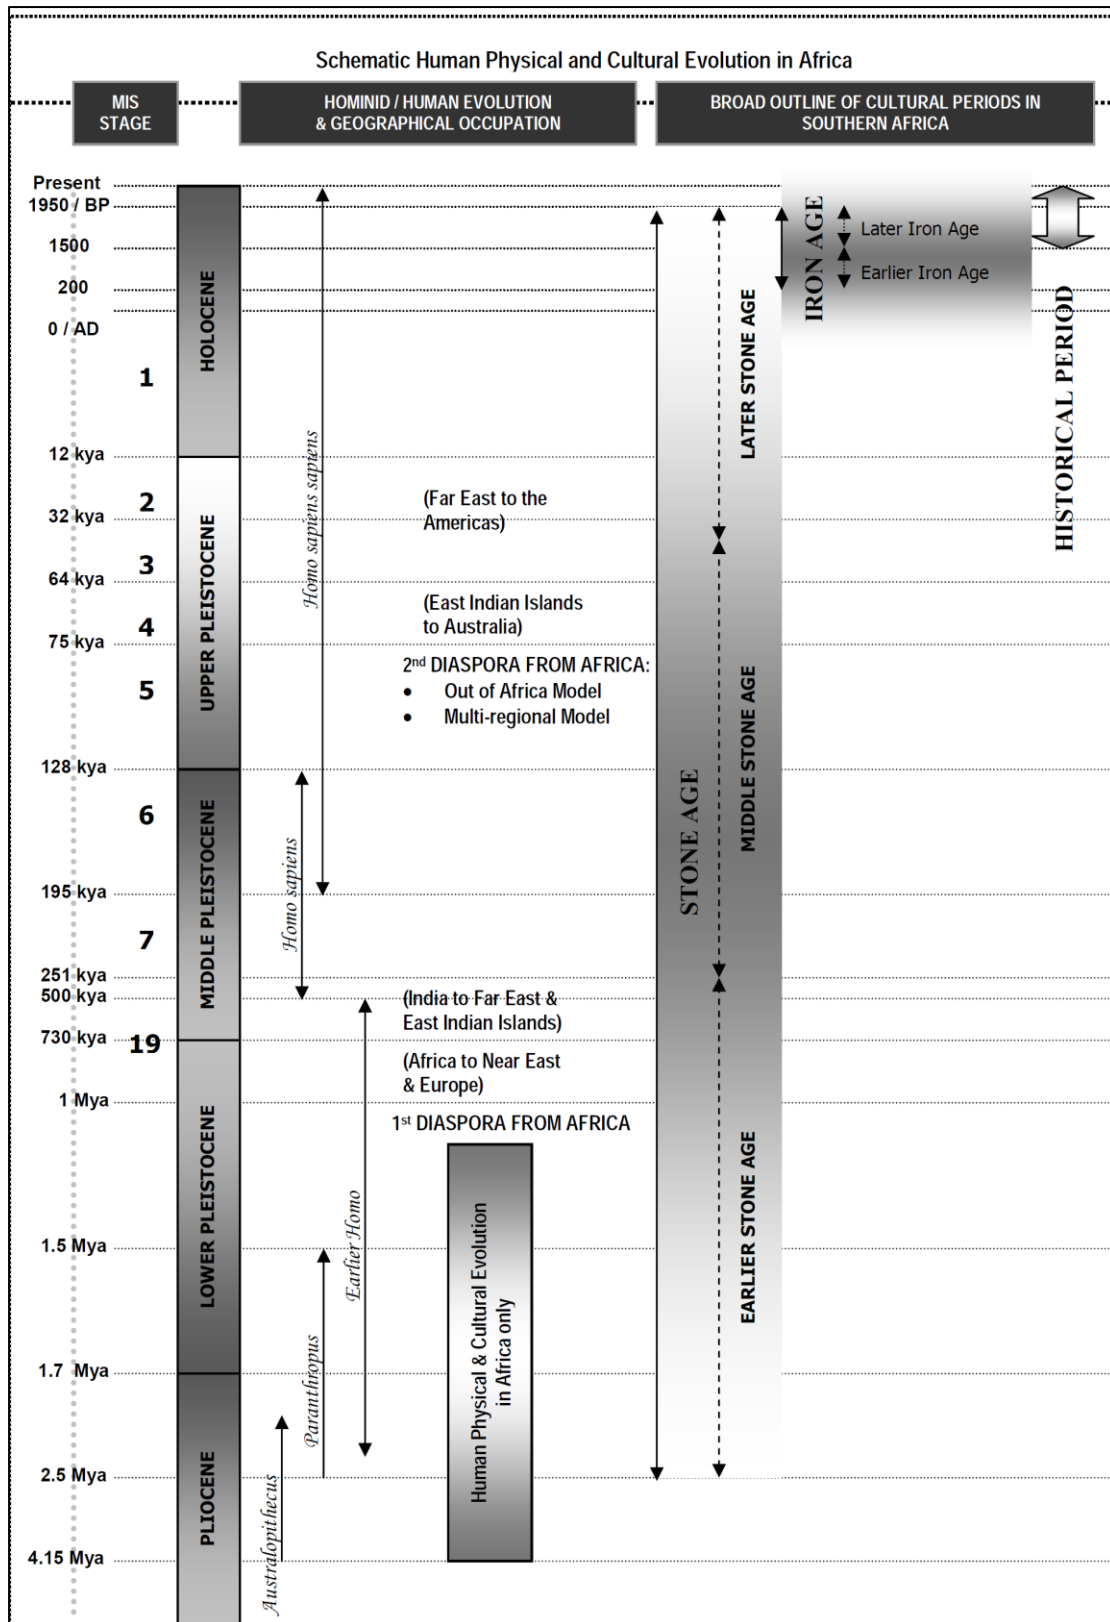 Schematic Human Physical and Cultural Evolution in Africa
MIS
STAGE
HOMINID / HUMAN EVOLUTION
& GEOGRAPHICAL OCCUPATION
BROAD OUTLINE OF CULTURAL PERIODS IN
SOUTHERN AFRICA
Present
1950 / BP
1500
200
0 / AD
12 kya
32 kya
64 kya
75 kya
128 kya
195 kya
251 kya
500 kya
730 kya
1 Mya
1.5 Mya
1.7 Mya
2.5 Mya
4.15 Mya
1
2
3
4
5
6
7
19
HOLOCENE
UPPER PLEISTOCENE
MIDDLE PLEISTOCENE
LOWER PLEISTOCENE
PLIOCENE
Homo sapiens sapiens
Homo sapiens
Earlier Homo
Paranthropus
Australopithecus
(Far East to the
Americas)
(East Indian Islands
to Australia)
2nd DIASPORA FROM AFRICA:
• Out of Africa Model
• Multi-regional Model
(India to Far East &
East Indian Islands)
(Africa to Near East
& Europe)
1st DIASPORA FROM AFRICA
Human Physical & Cultural Evolution
in Africa only
STONE AGE
LATER STONE AGE
MIDDLE STONE AGE
EARLIER STONE AGE
IRON AGE
Later Iron Age
Earlier Iron Age
HISTORICAL PERIOD